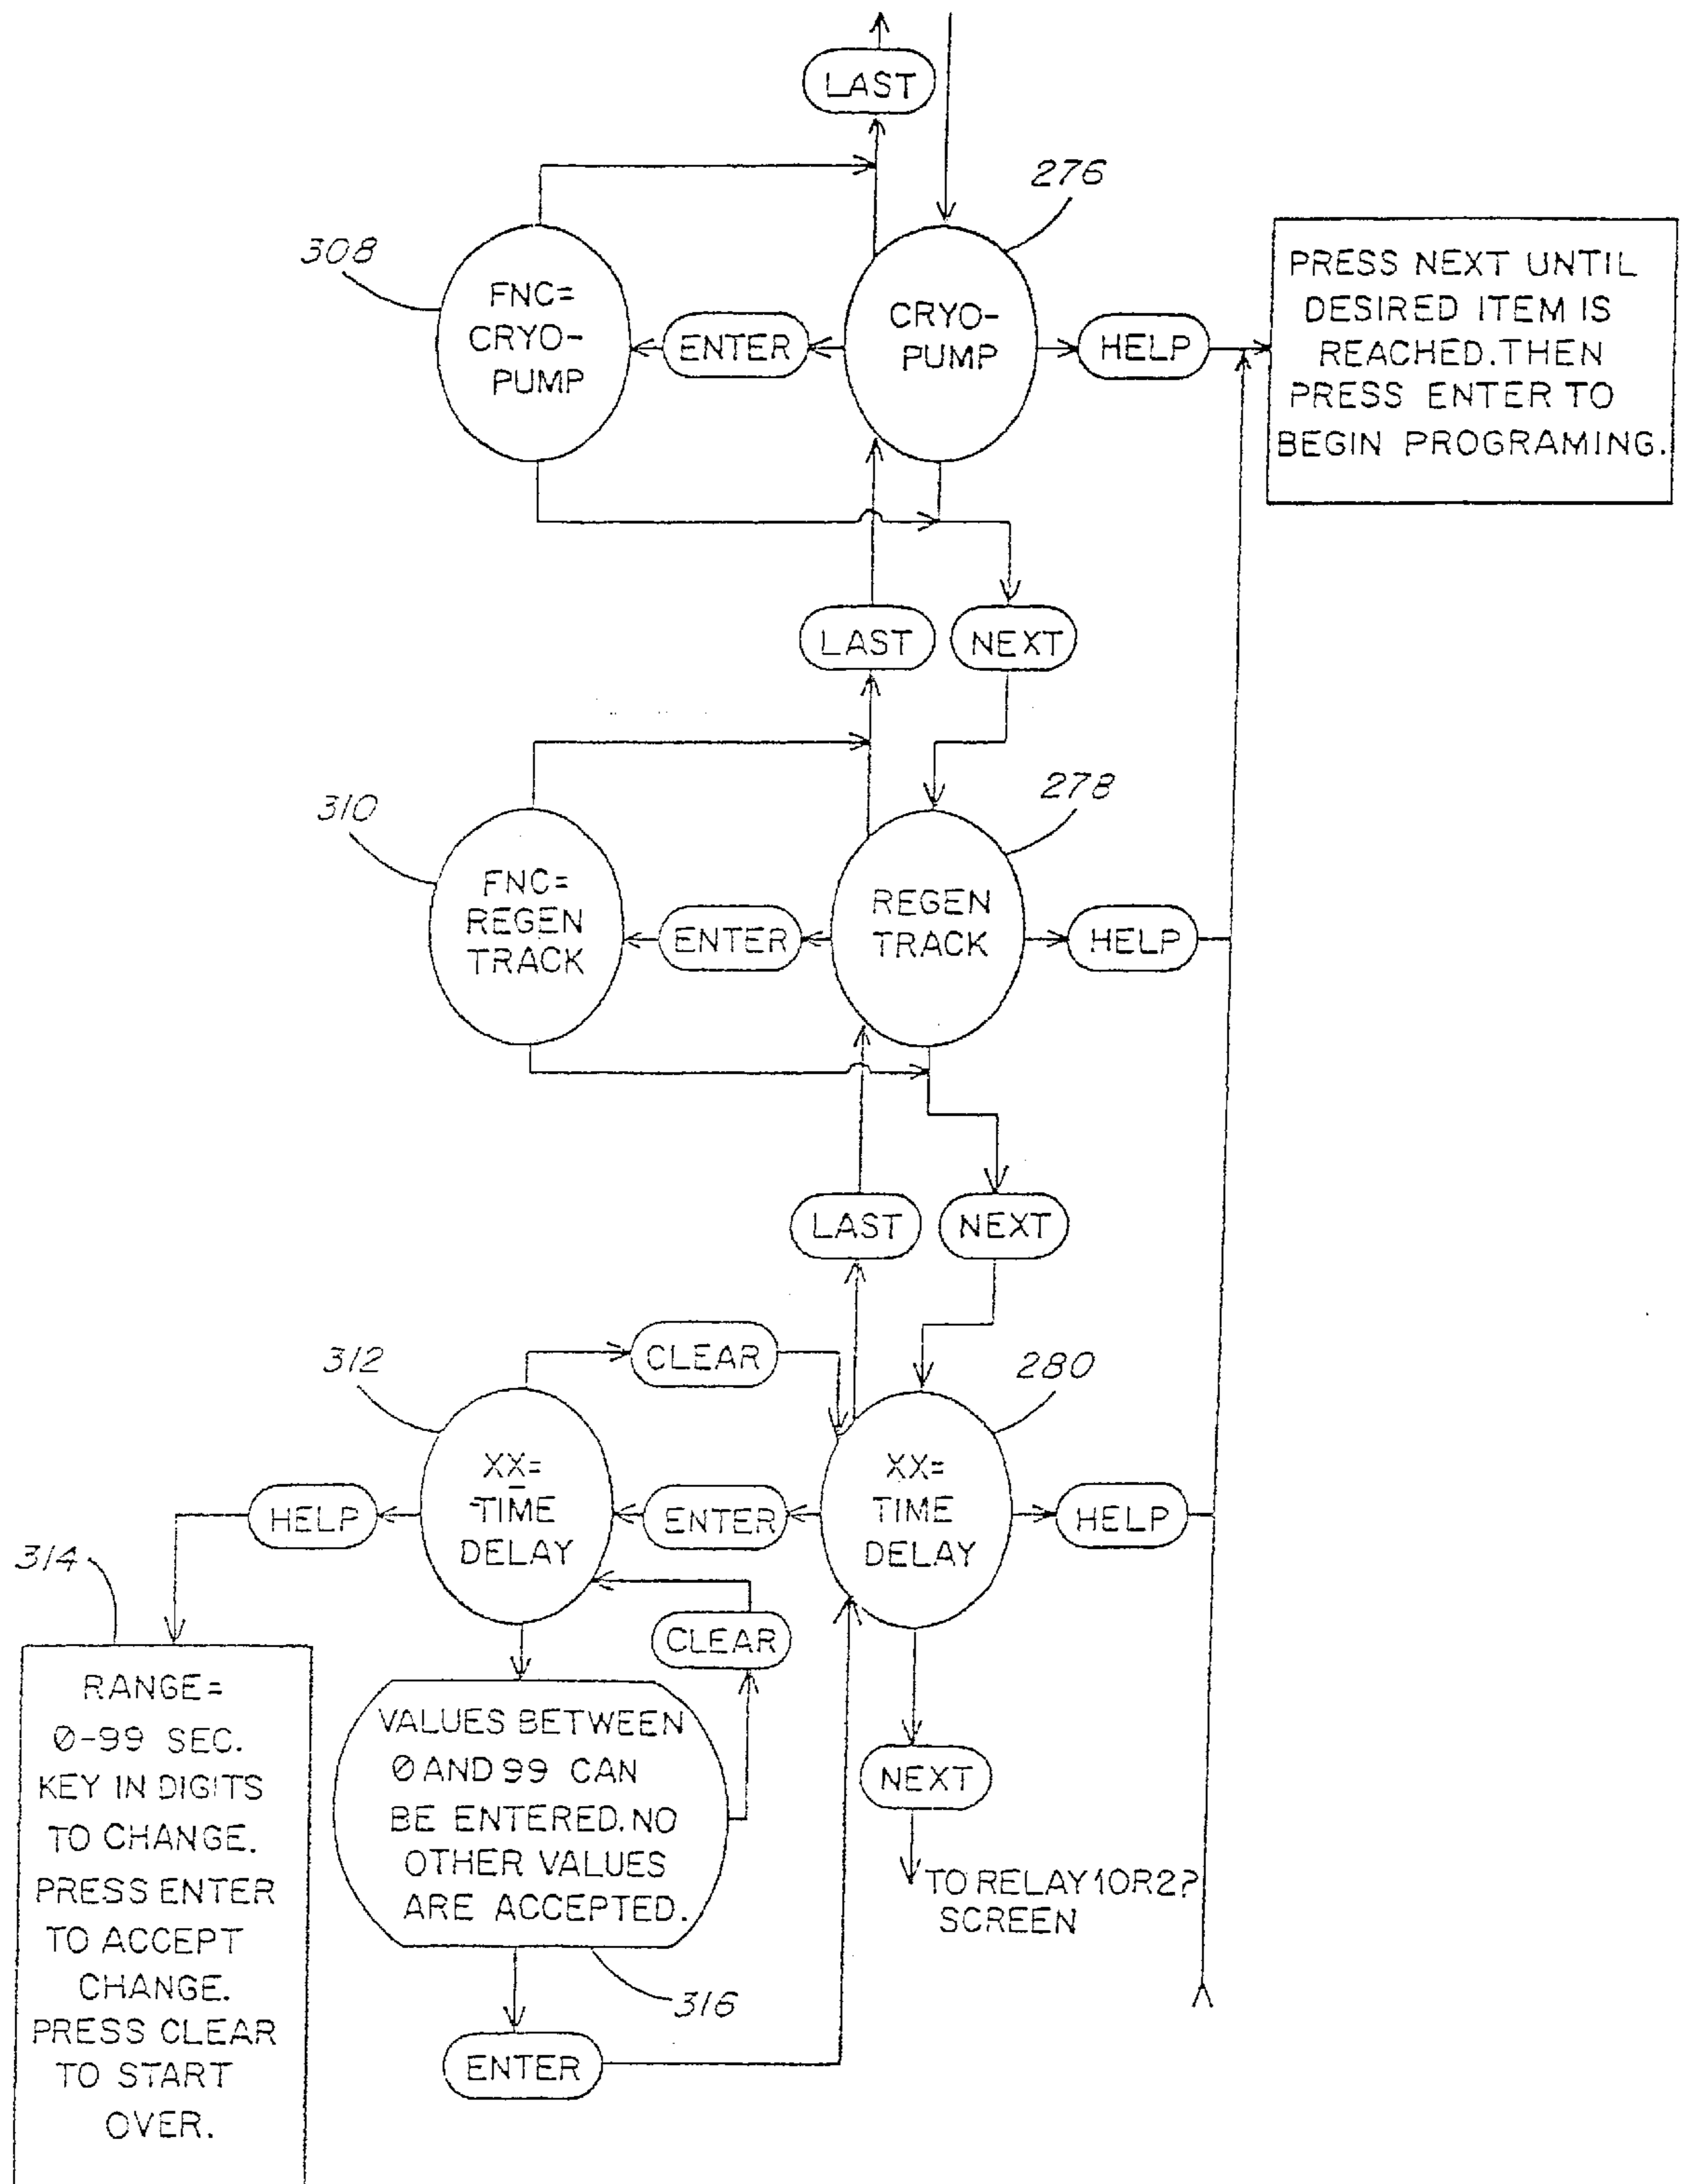 LAST
276
308
FNC=
CRYO-
PUMP
ENTER
CRYO-
PUMP
HELP
PRESS NEXT UNTIL
DESIRED ITEM IS
REACHED. THEN
PRESS ENTER TO
BEGIN PROGRAMING.
LAST
NEXT
278
310
FNC=
REGEN
TRACK
ENTER
REGEN
TRACK
HELP
LAST
NEXT
312
CLEAR
280
HELP
XX=
TIME
DELAY
ENTER
XX=
TIME
DELAY
HELP
314
CLEAR
RANGE=
0-99 SEC.
KEY IN DIGITS
TO CHANGE.
PRESS ENTER
TO ACCEPT
CHANGE.
PRESS CLEAR
TO START
OVER.
VALUES BETWEEN
0 AND 99 CAN
BE ENTERED. NO
OTHER VALUES
ARE ACCEPTED.
316
ENTER
NEXT
TO RELAY 1 OR 2?
SCREEN